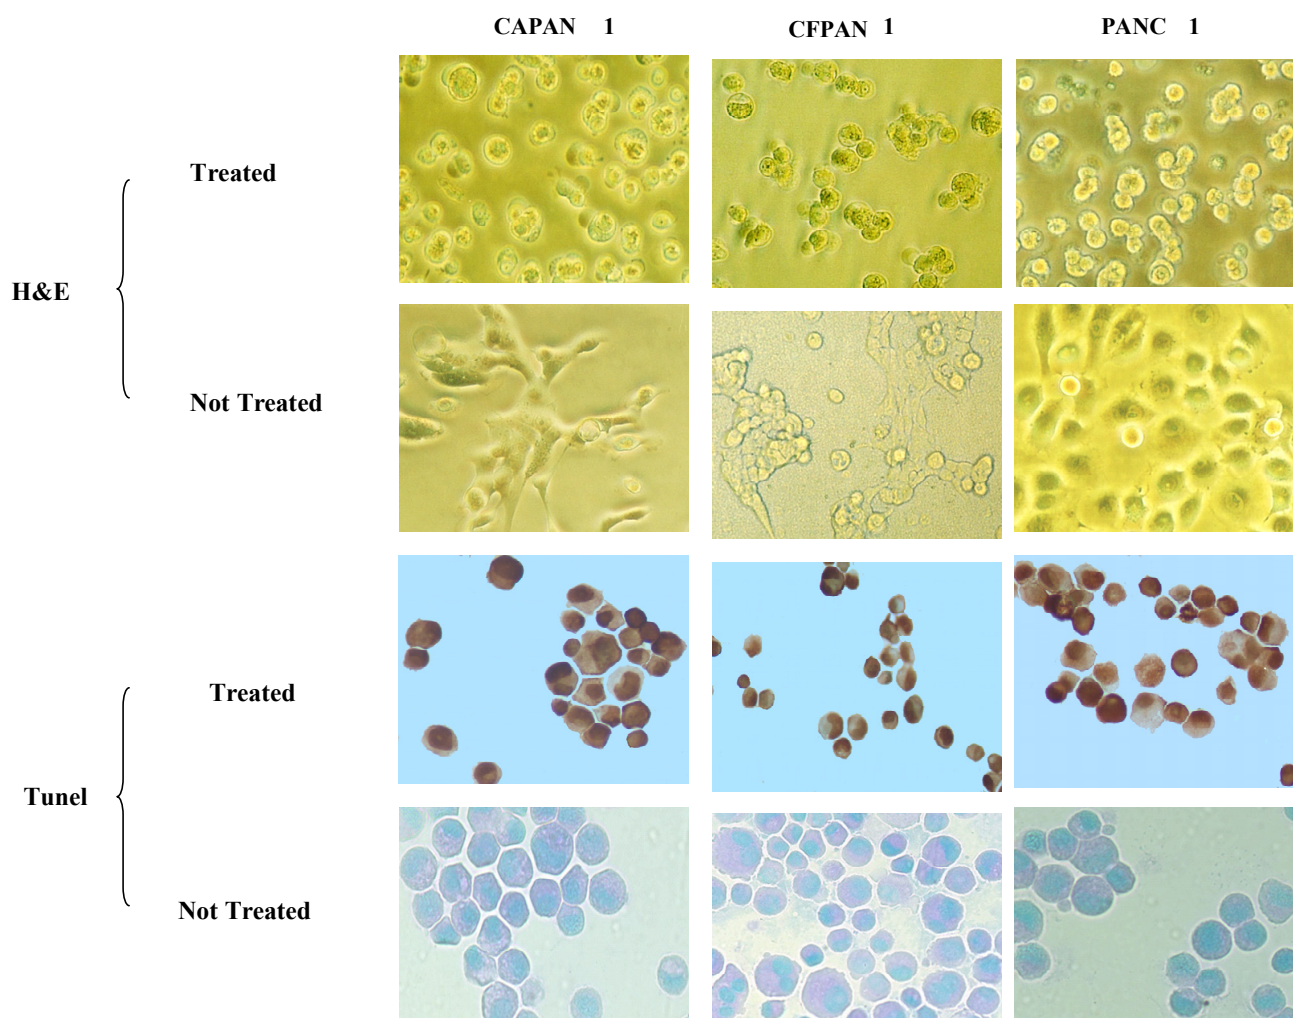 CAPAN 1
CFPAN 1
PANC 1
Treated
H&E
Not Treated
Treated
Tunel
Not Treated